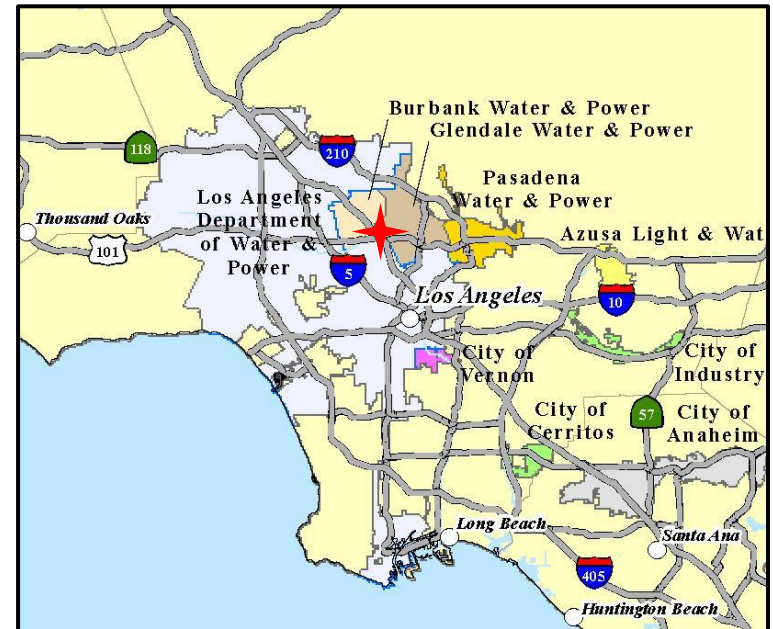 Burbank Water & Power
Glendale Water & Power
118
210
Pasadena
Water & Power
Los Angeles
Department
of Water &
Power
Thousand Oaks
101
Azusa Light & Wat
5
Los Angeles
10
City of
Vernon
City of
Industry
City of
Cerritos
57
City of
Anaheim
Long Beach
Santa Ana
405
Huntington Beach